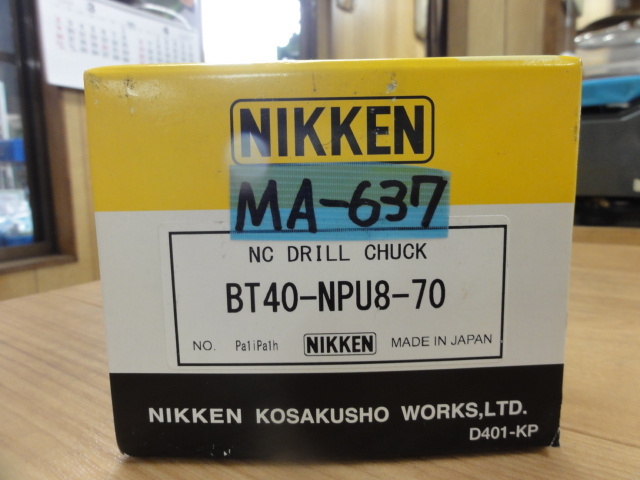 NIKKEN
MA-637
NC DRILL CHUCK
BT40-NPU8-70
NO. Pa1iPa1h NIKKEN MADE IN JAPAN
NIKKEN KOSAKUSHO WORKS,LTD.
D401-KP